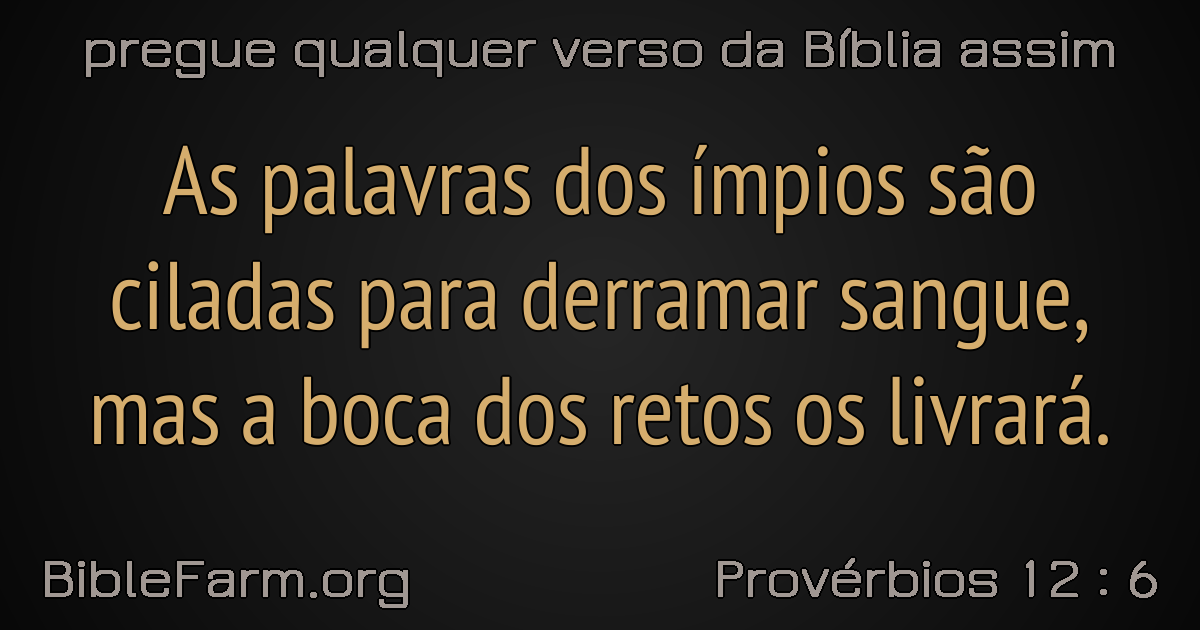 pregue qualquer verso da Bíblia assim
As palavras dos ímpios são
ciladas para derramar sangue,
mas a boca dos retos os livrará.
BibleFarm.org
Provérbios 12 : 6